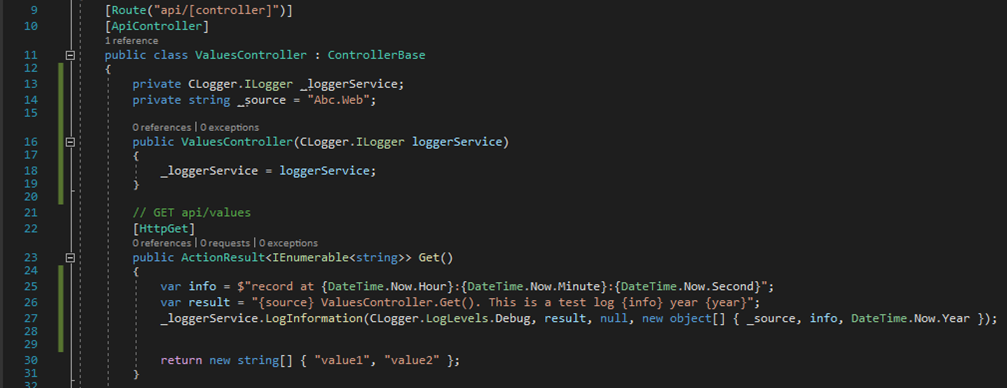 9 [Route("api/[controller]")]
10 [ApiController]
1 reference
11 public class ValuesController : ControllerBase
12 {
13 private CLogger.ILogger _loggerService;
14 private string _source = "Abc.Web";
15
0 references | 0 exceptions
16 public ValuesController(CLogger.ILogger loggerService)
17 {
18 _loggerService = loggerService;
19 }
20
21 // GET api/values
22 [HttpGet]
0 references | 0 requests | 0 exceptions
23 public ActionResult<IEnumerable<string>> Get()
24 {
25 var info = $"record at {DateTime.Now.Hour}:{DateTime.Now.Minute}:{DateTime.Now.Second}";
26 var result = "{source} ValuesController.Get(). This is a test log {info} year {year}";
27 _loggerService.LogInformation(CLogger.LogLevels.Debug, result, null, new object[] { _source, info, DateTime.Now.Year });
28
29
30 return new string[] { "value1", "value2" };
31 }
32